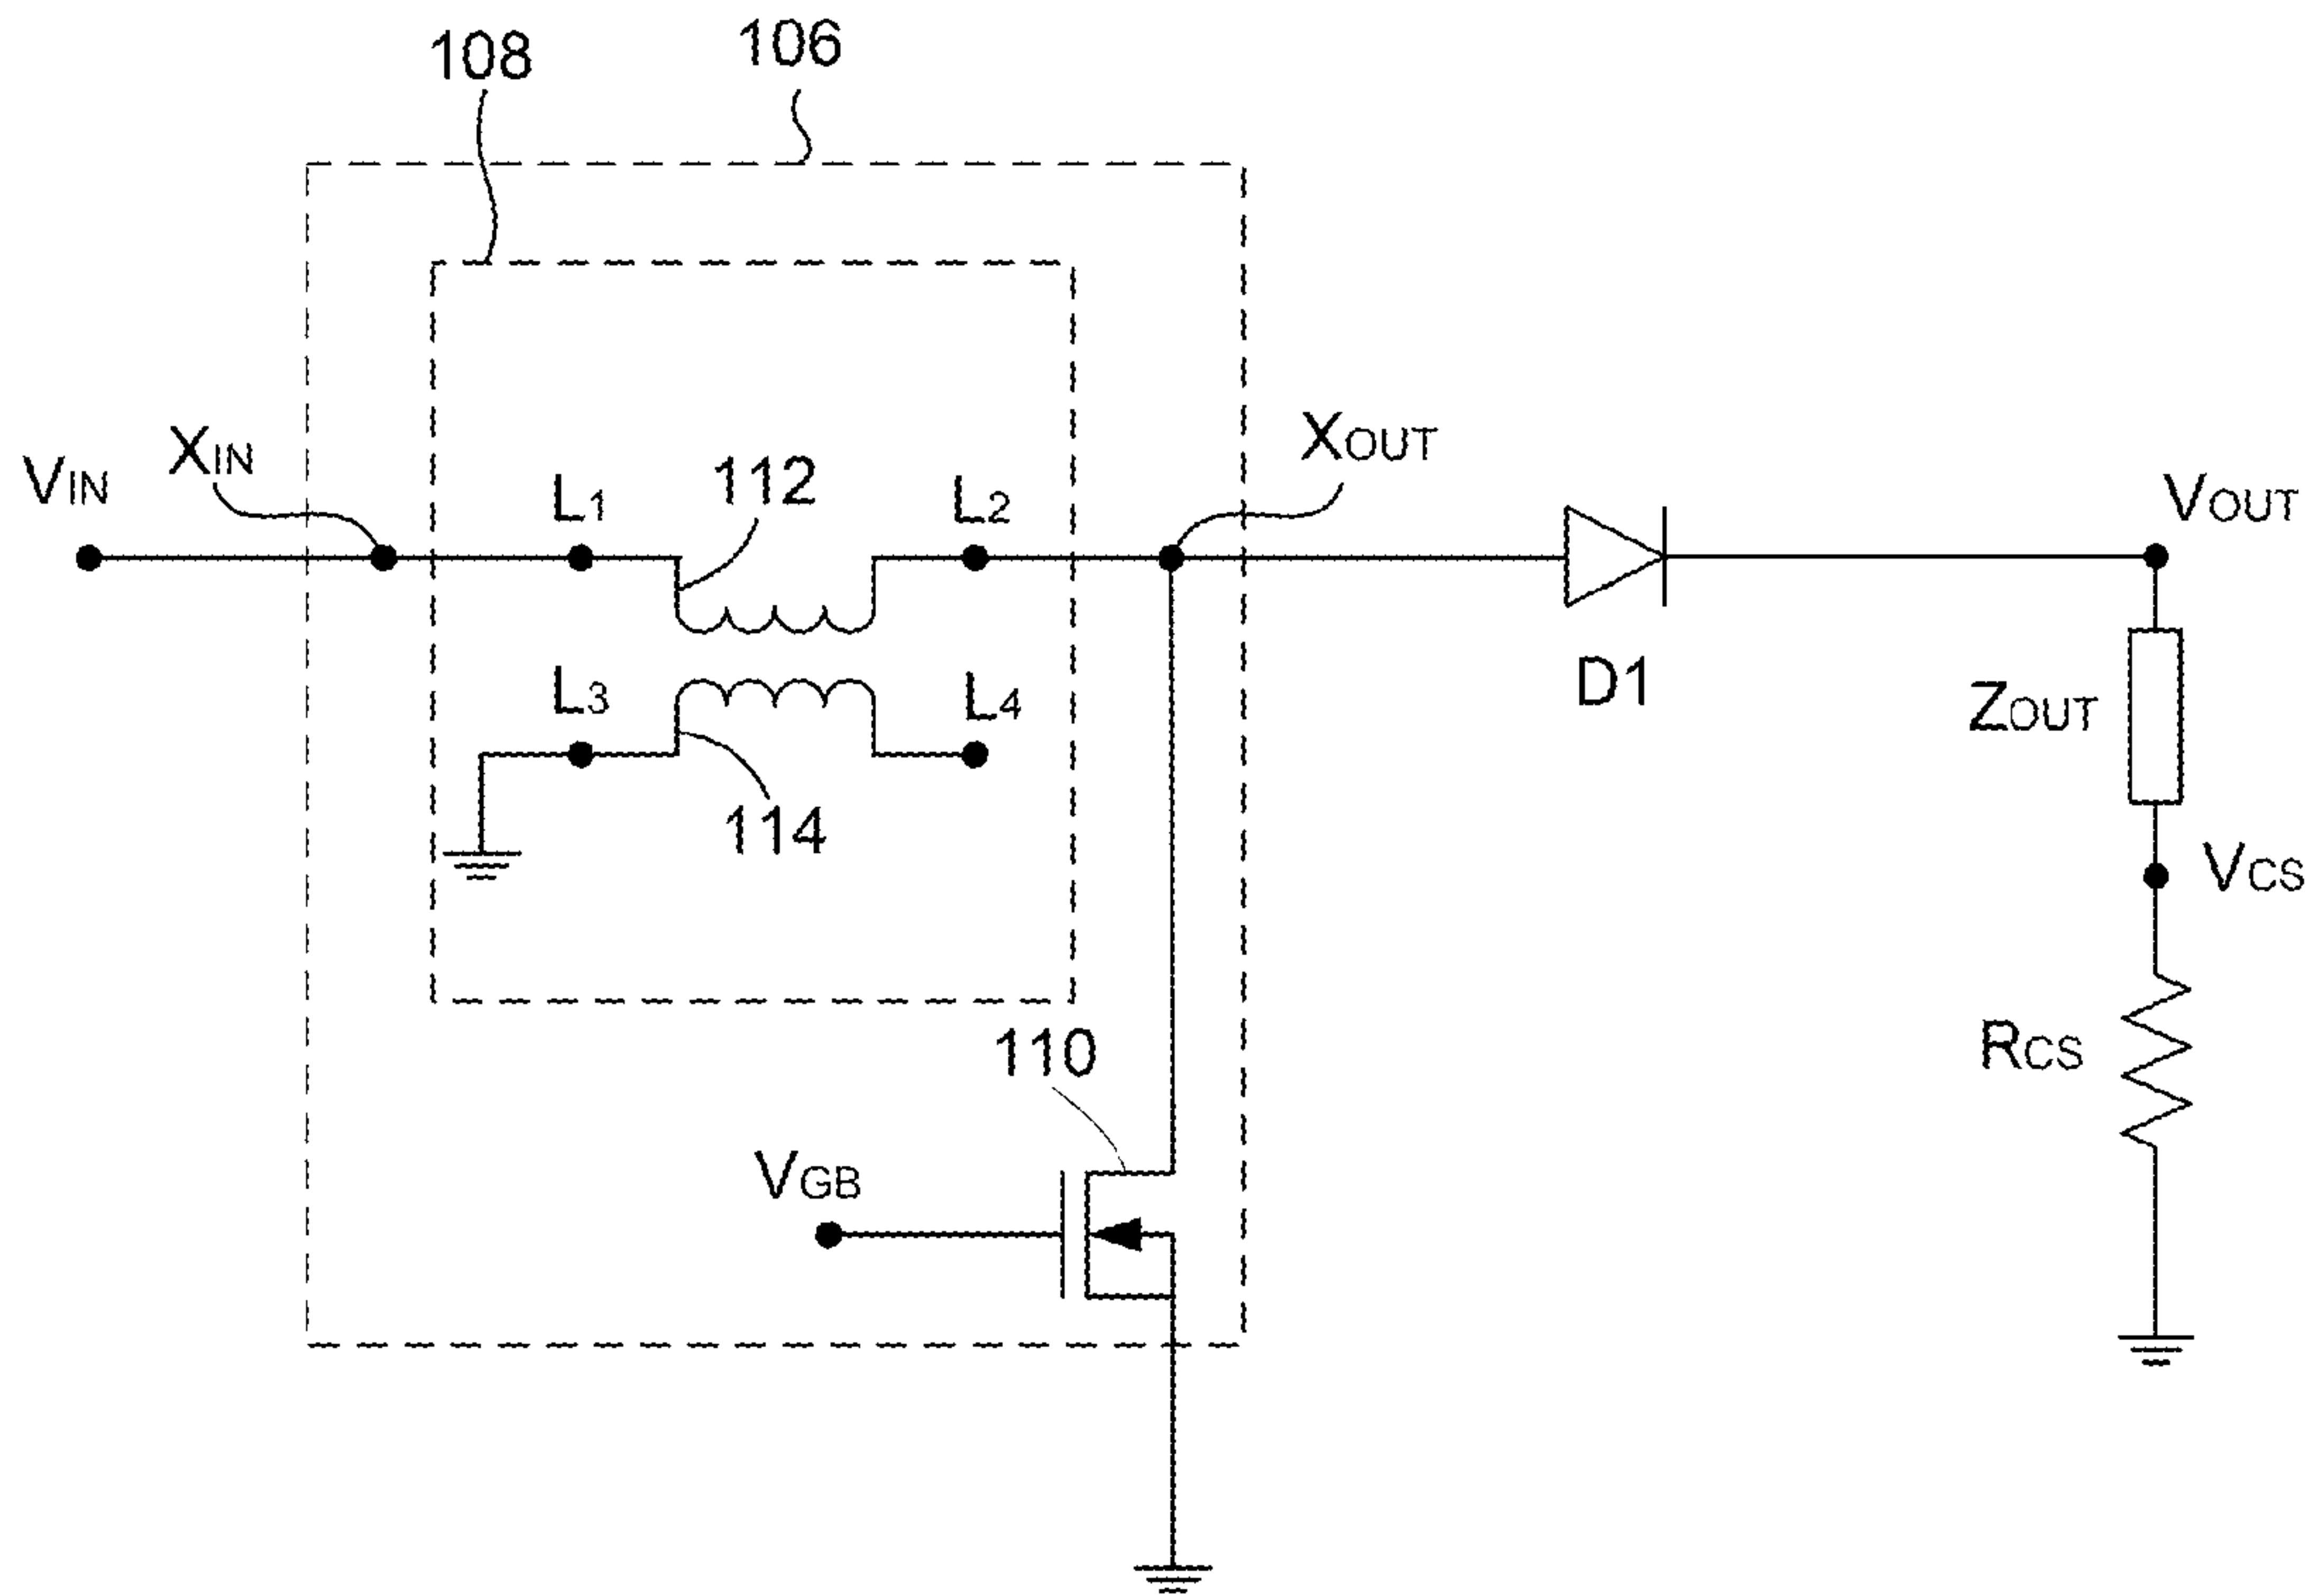 106
108
XOUT
XIN
VIN
112
L1
L2
VOUT
L3
L4
D1
ZOUT
114
VCS
110
RCS
VGB